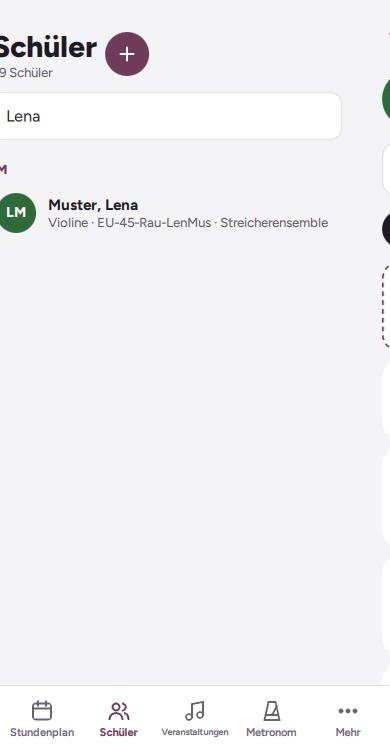 Schüler
9 Schüler
Lena
M
LM
Muster, Lena
Violine · EU-45-Rau-LenMus · Streicherensemble
Stundenplan
Schüler
Veranstaltungen
Metronom
Mehr